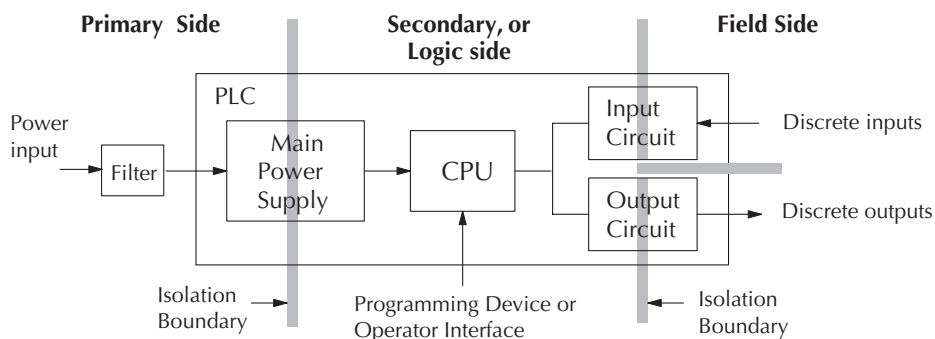 Primary Side
Secondary, or
Logic side
Field Side
PLC
Power
input
Filter
Main
Power
Supply
CPU
Input
Circuit
Discrete inputs
Output
Circuit
Discrete outputs
Isolation
Boundary
Programming Device or
Operator Interface
Isolation
Boundary